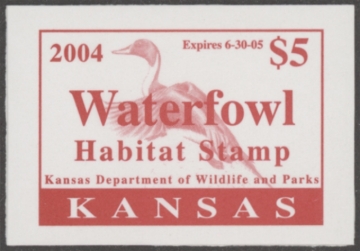 2004 Expires 6-30-05 $5
Waterfowl
Habitat Stamp
Kansas Department of Wildlife and Parks
KANSAS